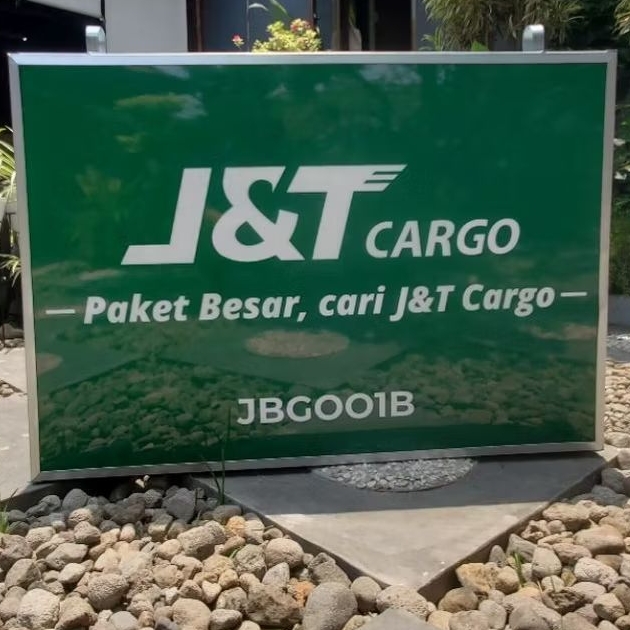 J&T CARGO
— Paket Besar, cari J&T Cargo —
JBG001B